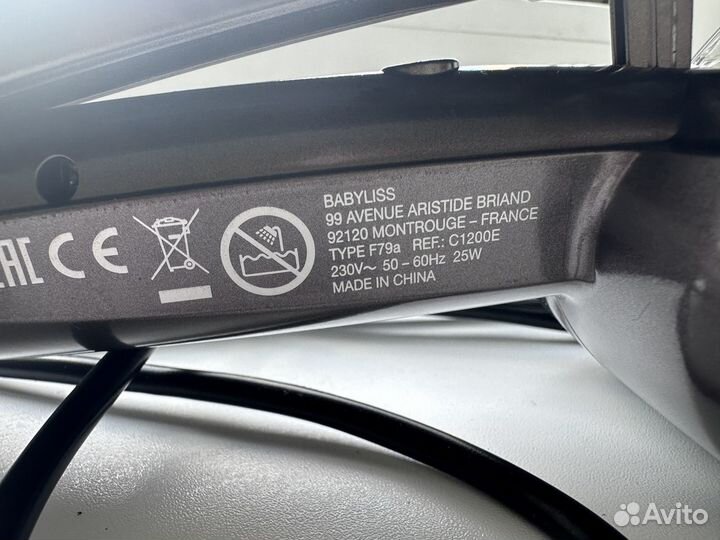 BABYLISS
99 AVENUE ARISTIDE BRIAND
92120 MONTROUGE – FRANCE
TYPE F79a REF.: C1200E
230V~ 50 – 60Hz 25W
MADE IN CHINA
EAC CE
Avito